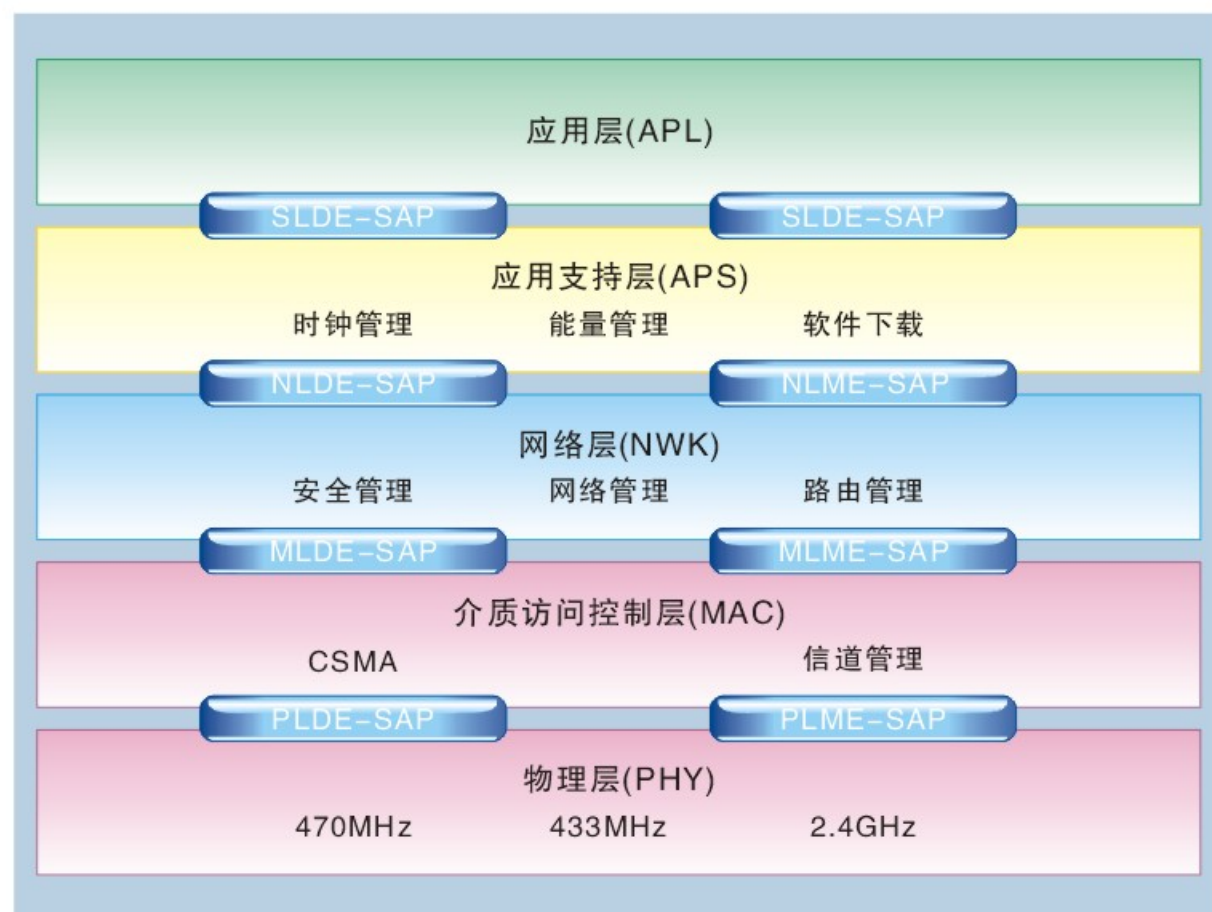 应用层(APL)
SLDE-SAP SLDE-SAP
应用支持层(APS)
时钟管理 能量管理 软件下载
NLDE-SAP NLME-SAP
网络层(NWK)
安全管理 网络管理 路由管理
MLDE-SAP MLME-SAP
介质访问控制层(MAC)
CSMA 信道管理
PLDE-SAP PLME-SAP
物理层(PHY)
470MHz 433MHz 2.4GHz